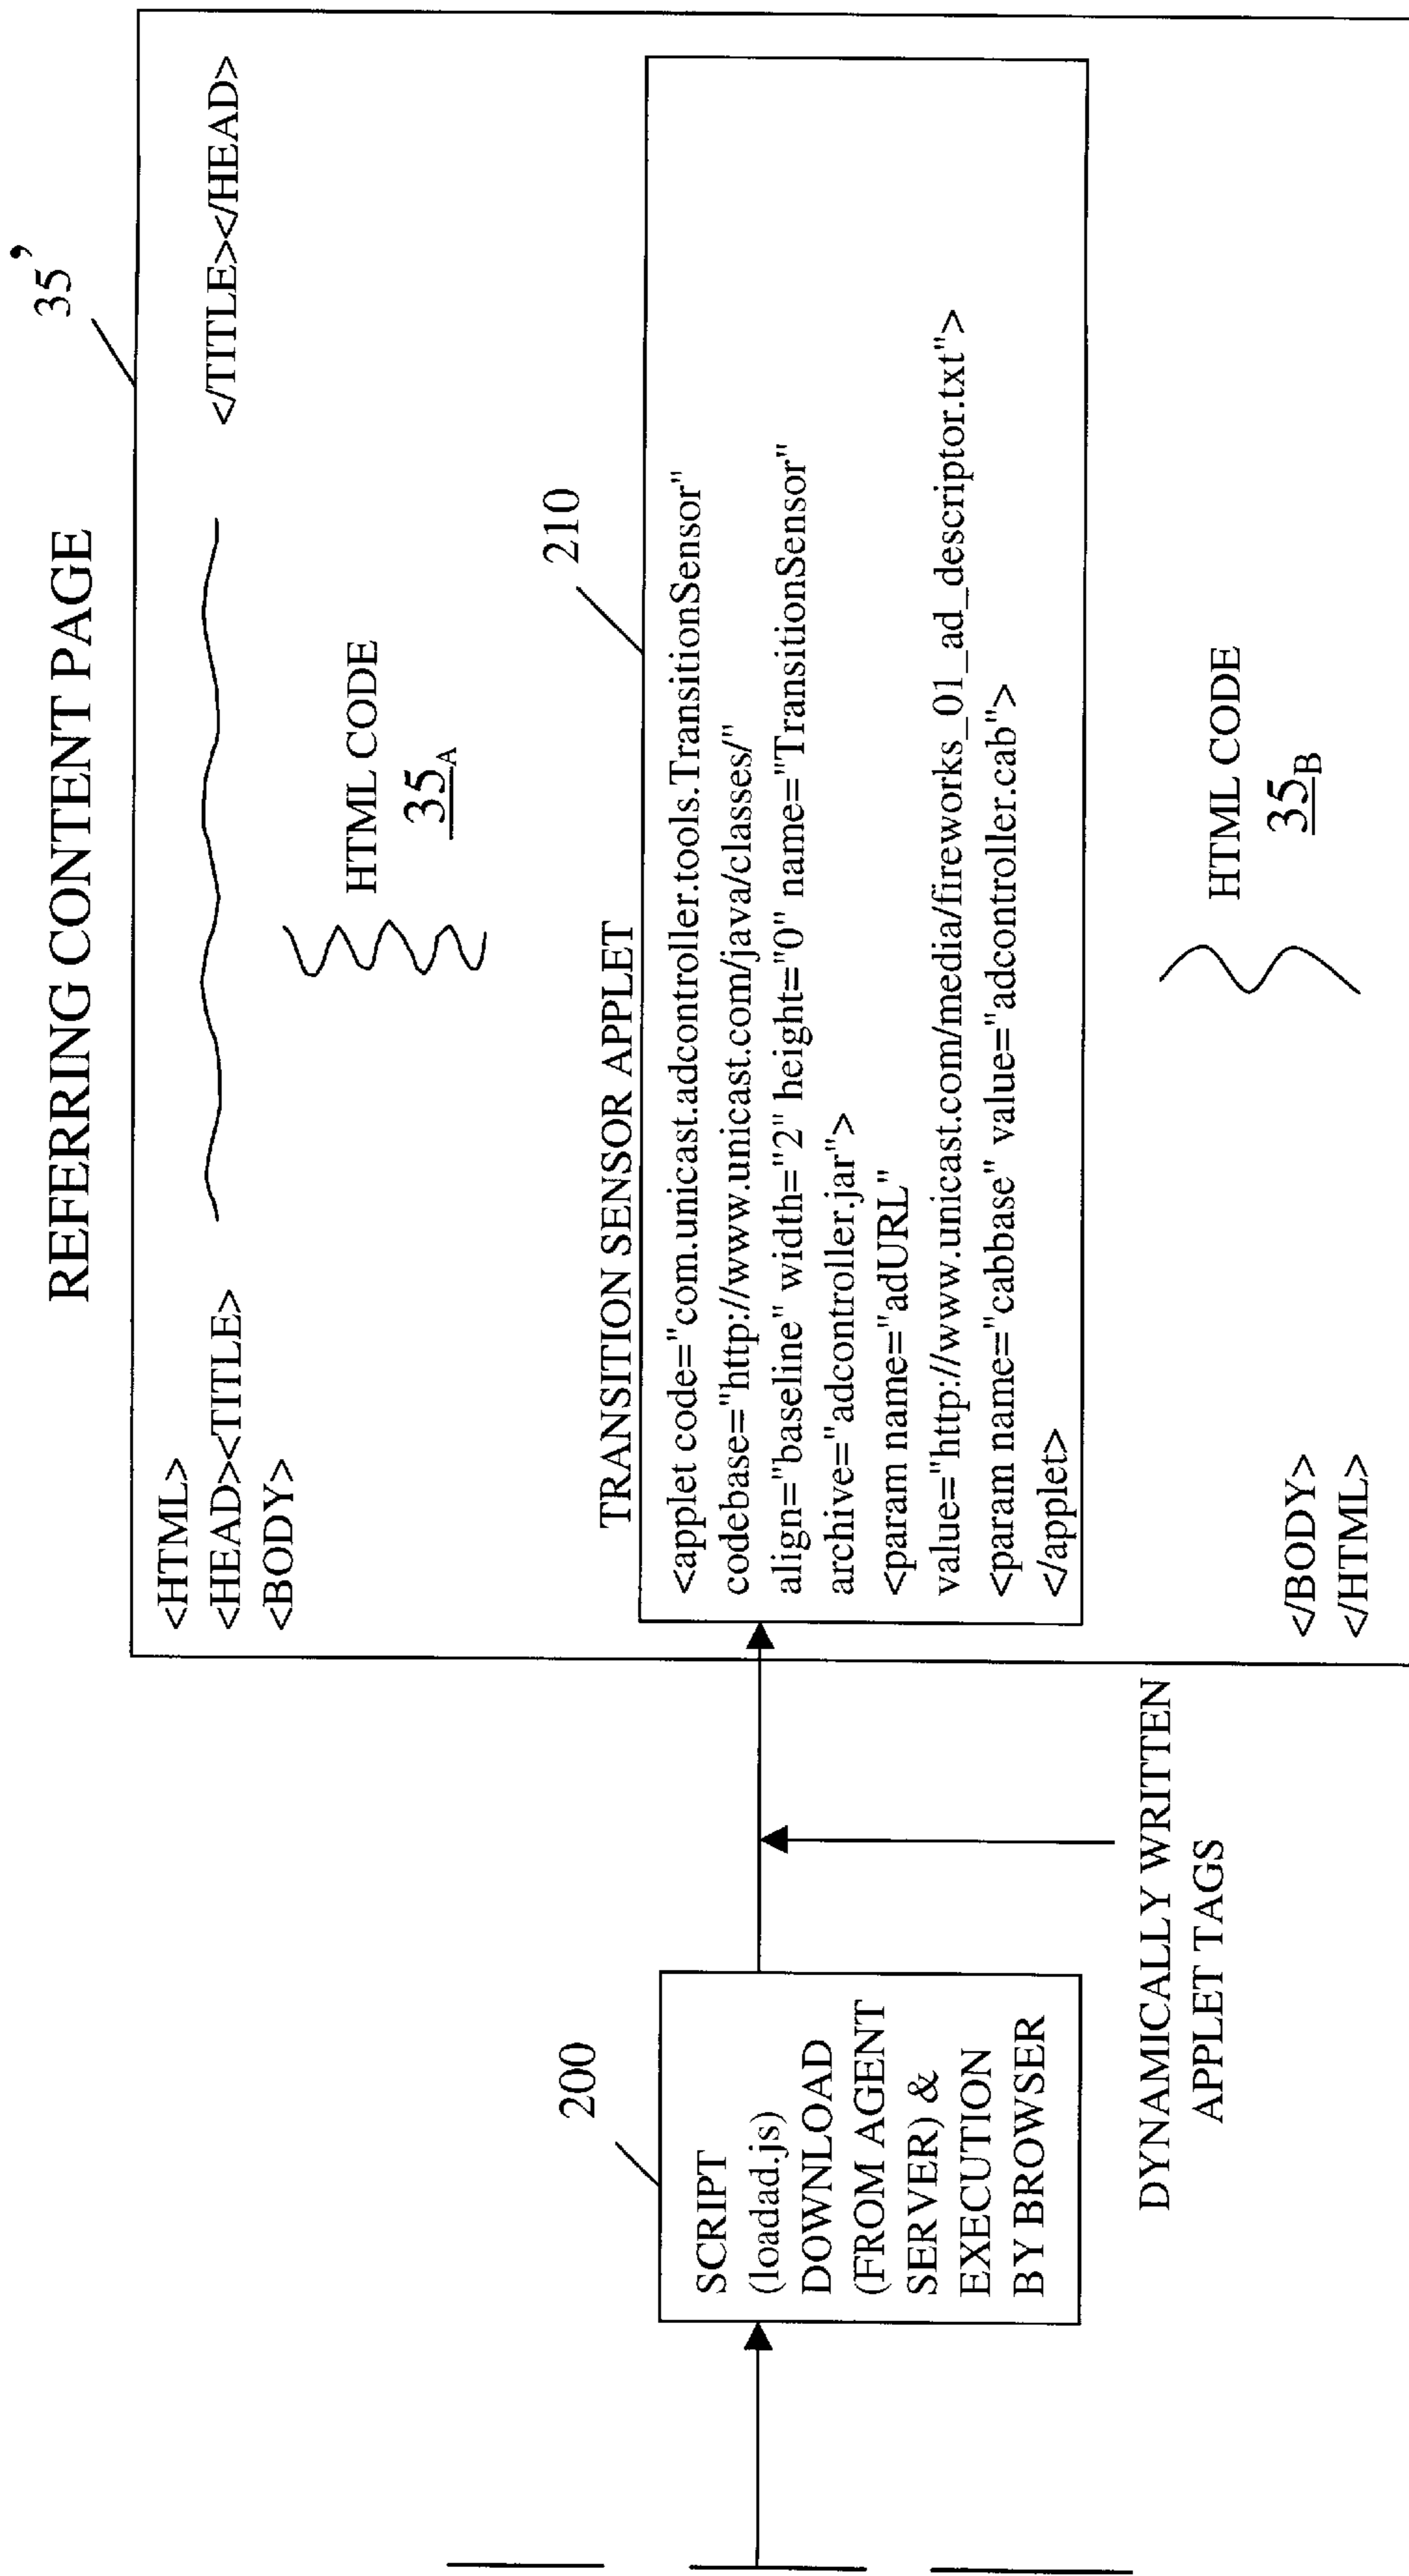 REFERRING CONTENT PAGE
35'
<HTML>
<HEAD><TITLE> </TITLE></HEAD>
<BODY>
HTML CODE
35A
TRANSITION SENSOR APPLET
210
<applet code="com.unicast.adcontroller.tools.TransitionSensor"
codebase="http://www.unicast.com/java/classes/"
align="baseline" width="2" height="0" name="TransitionSensor"
archive="adcontroller.jar">
<param name="adURL"
value="http://www.unicast.com/media/fireworks_01_ad_descriptor.txt">
<param name="cabbase" value="adcontroller.cab">
</applet>
HTML CODE
35B
</BODY>
</HTML>
200
SCRIPT
(loadad.js)
DOWNLOAD
(FROM AGENT
SERVER) &
EXECUTION
BY BROWSER
DYNAMICALLY WRITTEN
APPLET TAGS